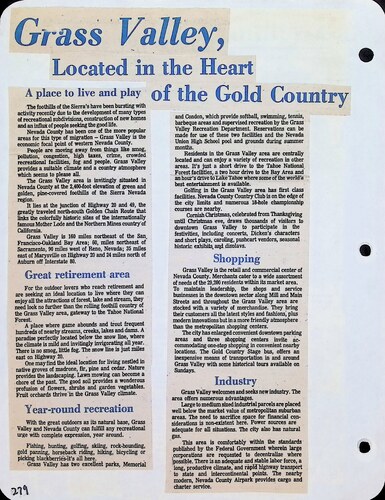 Grass Valley,
Located in the Heart
of the Gold Country
A place to live and play
The foothills of the Sierra's have been bursting with
activity recently due to the development of many types
of recreational subdivisions, construction of new homes
and an influx of people seeking the good life.
Nevada County has been one of the more popular
areas for this type of migration - Grass Valley is the
economic focal point of western Nevada County.
People are moving away from things like smog,
pollution, congestion, high taxes, crime, crowded
recreational facilities, fog and people. Grass Valley
provides a suitable climate and a country atmosphere
which seems to please all.
The Grass Valley area is invitingly situated in
Nevada County at the 2,400-foot elevation of green and
golden, pine-covered foothills of the Sierra Nevada
region.
It lies at the junction of Highway 20 and 49, the
greatly traveled north-south Golden Chain Route that
links the colorfully historic sites of the internationally
famous Mother Lode and the Northern Mines country of
California.
Grass Valley is 160 miles northeast of the San
Francisco-Oakland Bay Area; 60, miles northeast of
Sacramento, 90 miles west of Reno, Nevada; 35 miles
east of Marysville on Highway 20 and 24 miles north of
Auburn off Interstate 80.
Great retirement area
For the outdoor lovers who reach retirement and
are seeking an ideal location to live where they can
enjoy all the attractions of forest, lake and stream, they
need look no further than the rolling foothill country of
the Grass Valley area, gateway to the Tahoe National
Forest.
A place where game abounds and trout frequent
hundreds of nearby streams, creeks, lakes and dams. A
paradise perfectly located below the snow line, where
the climate is mild and invitingly invigorating all year.
There is no smog, little fog. The snow line is just miles
east on Highway 20.
One may find the ideal location for living nestled in
native groves of manzanita, fir, pine and cedar. Nature
provides the landscaping. Lawn mowing can become a
chore of the past. The good soil provides a wonderous
profusion of flowers, shrubs and garden vegetables.
Fruit orchards thrive in the Grass Valley climate.
Year-round recreation
With the great outdoors as its natural base, Grass
Valley and Nevada County can fulfill any recreational
urge with complete expression, year around.
Fishing, hunting, golfing, skiing, rock-hounding,
gold panning, horseback riding, hiking, bicycling or
picking blackberries-it's all here.
Grass Valley has two excellent parks, Memorial
and Condon, which provide softball, swimming, tennis,
barbeque areas and supervised recreation by the Grass
Valley Recreation Department. Reservations can be
made for use of these two facilities and the Nevada
Union High School pool and grounds during warmer
months.
Residents in the Grass Valley area are centrally
located and can enjoy a variety of recreation in other
areas. It's just a short drive to the Tahoe National
Forest facilities, a two hour drive to the Bay Area and
an hour's drive to Lake Tahoe where some of the world's
best entertainment is available.
Golfing in the Grass Valley area has first class
facilities. Nevada County Country Club is on the edge
of the city limits and numerous 18-hole championship
courses are nearby.
Cornish Christmas, celebrated from Thanksgiving
until Christmas eve, draws thousands of visitors to
downtown Grass Valley to participate in the
festivities, including concerts, Dicken's characters
and short plays, caroling, pushcart vendors, seasonal
historic exhibits, and dinners.
Shopping
Grass Valley is the retail and commercial center of
Nevada County. Merchants cater to a wide assortment
of needs of the residents within its market area.
To maintain leadership, the shops and service
businesses in the downtown sector along Mill and Main
Streets and throughout the Grass Valley area are
stocked with a variety of merchandise. They bring
their customers all the latest styles and fashions, plus
modern innovations but in a more friendly atmosphere
than the metropolitan shopping centers.
The city has enlarged convenient downtown parking
areas and three shopping centers invite ac-
commodating one-stop shopping in convenient nearby
locations. The Gold Country Stage bus, offers an
inexpensive means of transportation in and around
Grass Valley with some historical tours available on
Sundays.
Industry
Grass Valley welcomes and seeks new industry. The
area offers numerous advantages.
Large to medium sized industrial parcels are placed
well below the market value of metropolitan suburban
areas. The need to sacrifice space for financial con-
siderations is non-existent here. Power sources are
adequate for all situations. The city also has natural
gas.
This area is comfortably within the standards
published by the Federal Government wherein large
corporations are requested to decentralize when
feasible. There is an adequate and stable labor force, a
long, productive climate, and rapid highway transport
to state and intercontinental points. The nearby
modern, Nevada County Airpark provides cargo and
charter service.
279